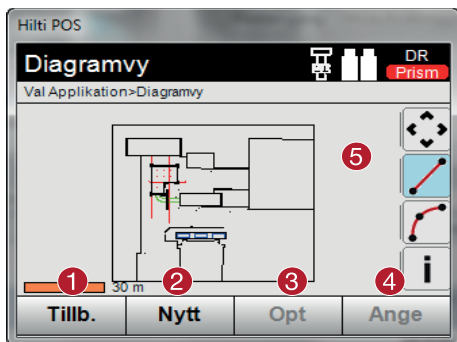 Hilti POS
Diagramvy
DR
Prism
Val Applikation>Diagramvy
5
i
1 2 3 4
30 m
Tillb. Nytt Opt Ange